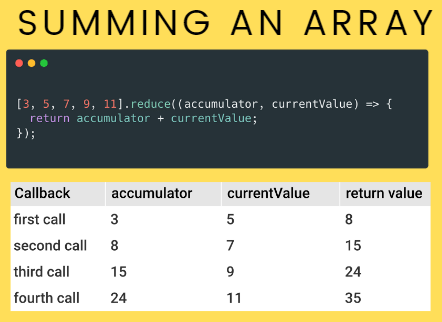 SUMMING AN ARRAY
[3, 5, 7, 9, 11].reduce((accumulator, currentValue) => {
  return accumulator + currentValue;
});
Callback accumulator currentValue return value
first call 3 5 8
second call 8 7 15
third call 15 9 24
fourth call 24 11 35